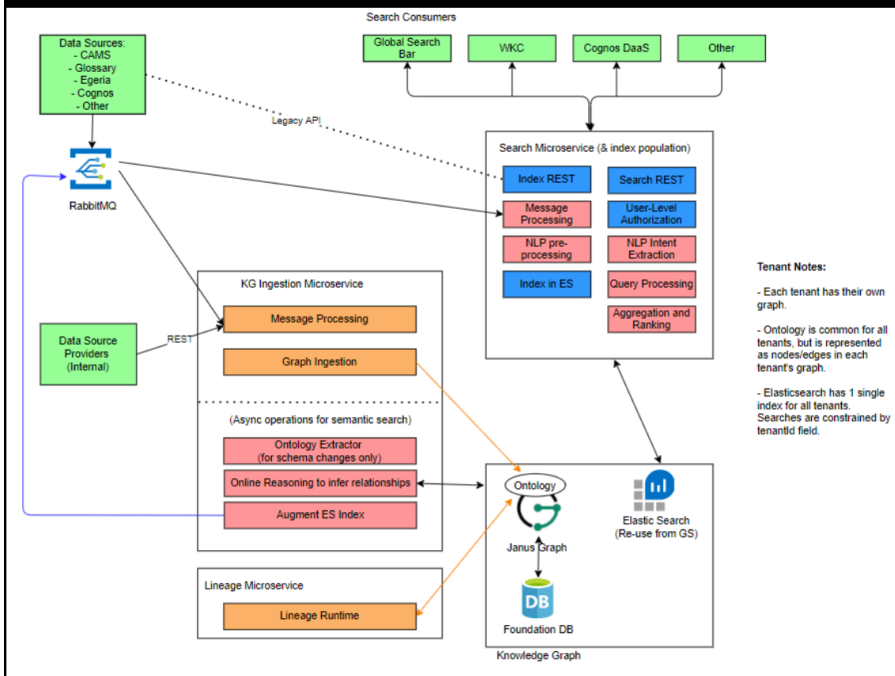 Search Consumers
Data Sources:
- CAMS
- Glossary
- Egeria
- Cognos
- Other
Global Search
Bar
WKC
Cognos DaaS
Other
Legacy API
RabbitMQ
Search Microservice (& index population)
Index REST
Search REST
Message
Processing
User-Level
Authorization
NLP pre-
processing
NLP Intent
Extraction
Index in ES
Query Processing
Aggregation and
Ranking
Tenant Notes:
- Each tenant has their own
graph.
- Ontology is common for all
tenants, but is represented
as nodes/edges in each
tenant's graph.
- Elasticsearch has 1 single
index for all tenants.
Searches are constrained by
tenantId field.
KG Ingestion Microservice
Message Processing
Data Source
Providers
(Internal)
REST
Graph Ingestion
(Async operations for semantic search)
Ontology Extractor
(for schema changes only)
Online Reasoning to infer relationships
Augment ES Index
Ontology
Janus Graph
Elastic Search
(Re-use from GS)
DB
Foundation DB
Knowledge Graph
Lineage Microservice
Lineage Runtime